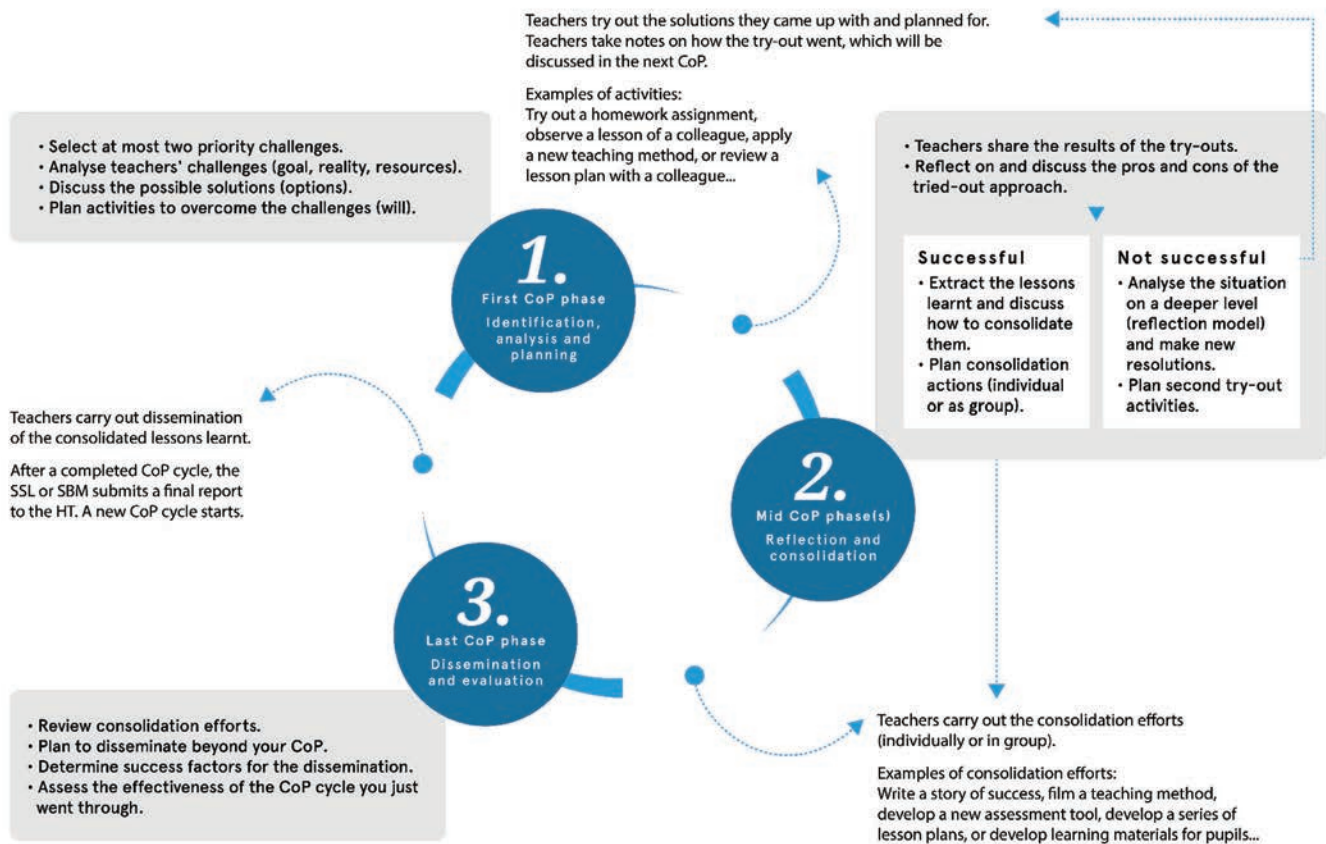 Teachers try out the solutions they came up with and planned for.
Teachers take notes on how the try-out went, which will be
discussed in the next CoP.
Examples of activities:
Try out a homework assignment,
observe a lesson of a colleague, apply
a new teaching method, or review a
lesson plan with a colleague...
• Select at most two priority challenges.
• Analyse teachers' challenges (goal, reality, resources).
• Discuss the possible solutions (options).
• Plan activities to overcome the challenges (will).
1.
First CoP phase
Identification,
analysis and
planning
• Teachers share the results of the try-outs.
• Reflect on and discuss the pros and cons of the
tried-out approach.
Successful
• Extract the lessons
learnt and discuss
how to consolidate
them.
• Plan consolidation
actions (individual
or as group).
Not successful
• Analyse the situation
on a deeper level
(reflection model)
and make new
resolutions.
• Plan second try-out
activities.
2.
Mid CoP phase(s)
Reflection and
consolidation
Teachers carry out the consolidation efforts
(individually or in group).
Examples of consolidation efforts:
Write a story of success, film a teaching method,
develop a new assessment tool, develop a series of
lesson plans, or develop learning materials for pupils...
3.
Last CoP phase
Dissemination
and evaluation
• Review consolidation efforts.
• Plan to disseminate beyond your CoP.
• Determine success factors for the dissemination.
• Assess the effectiveness of the CoP cycle you just
went through.
Teachers carry out dissemination
of the consolidated lessons learnt.
After a completed CoP cycle, the
SSL or SBM submits a final report
to the HT. A new CoP cycle starts.